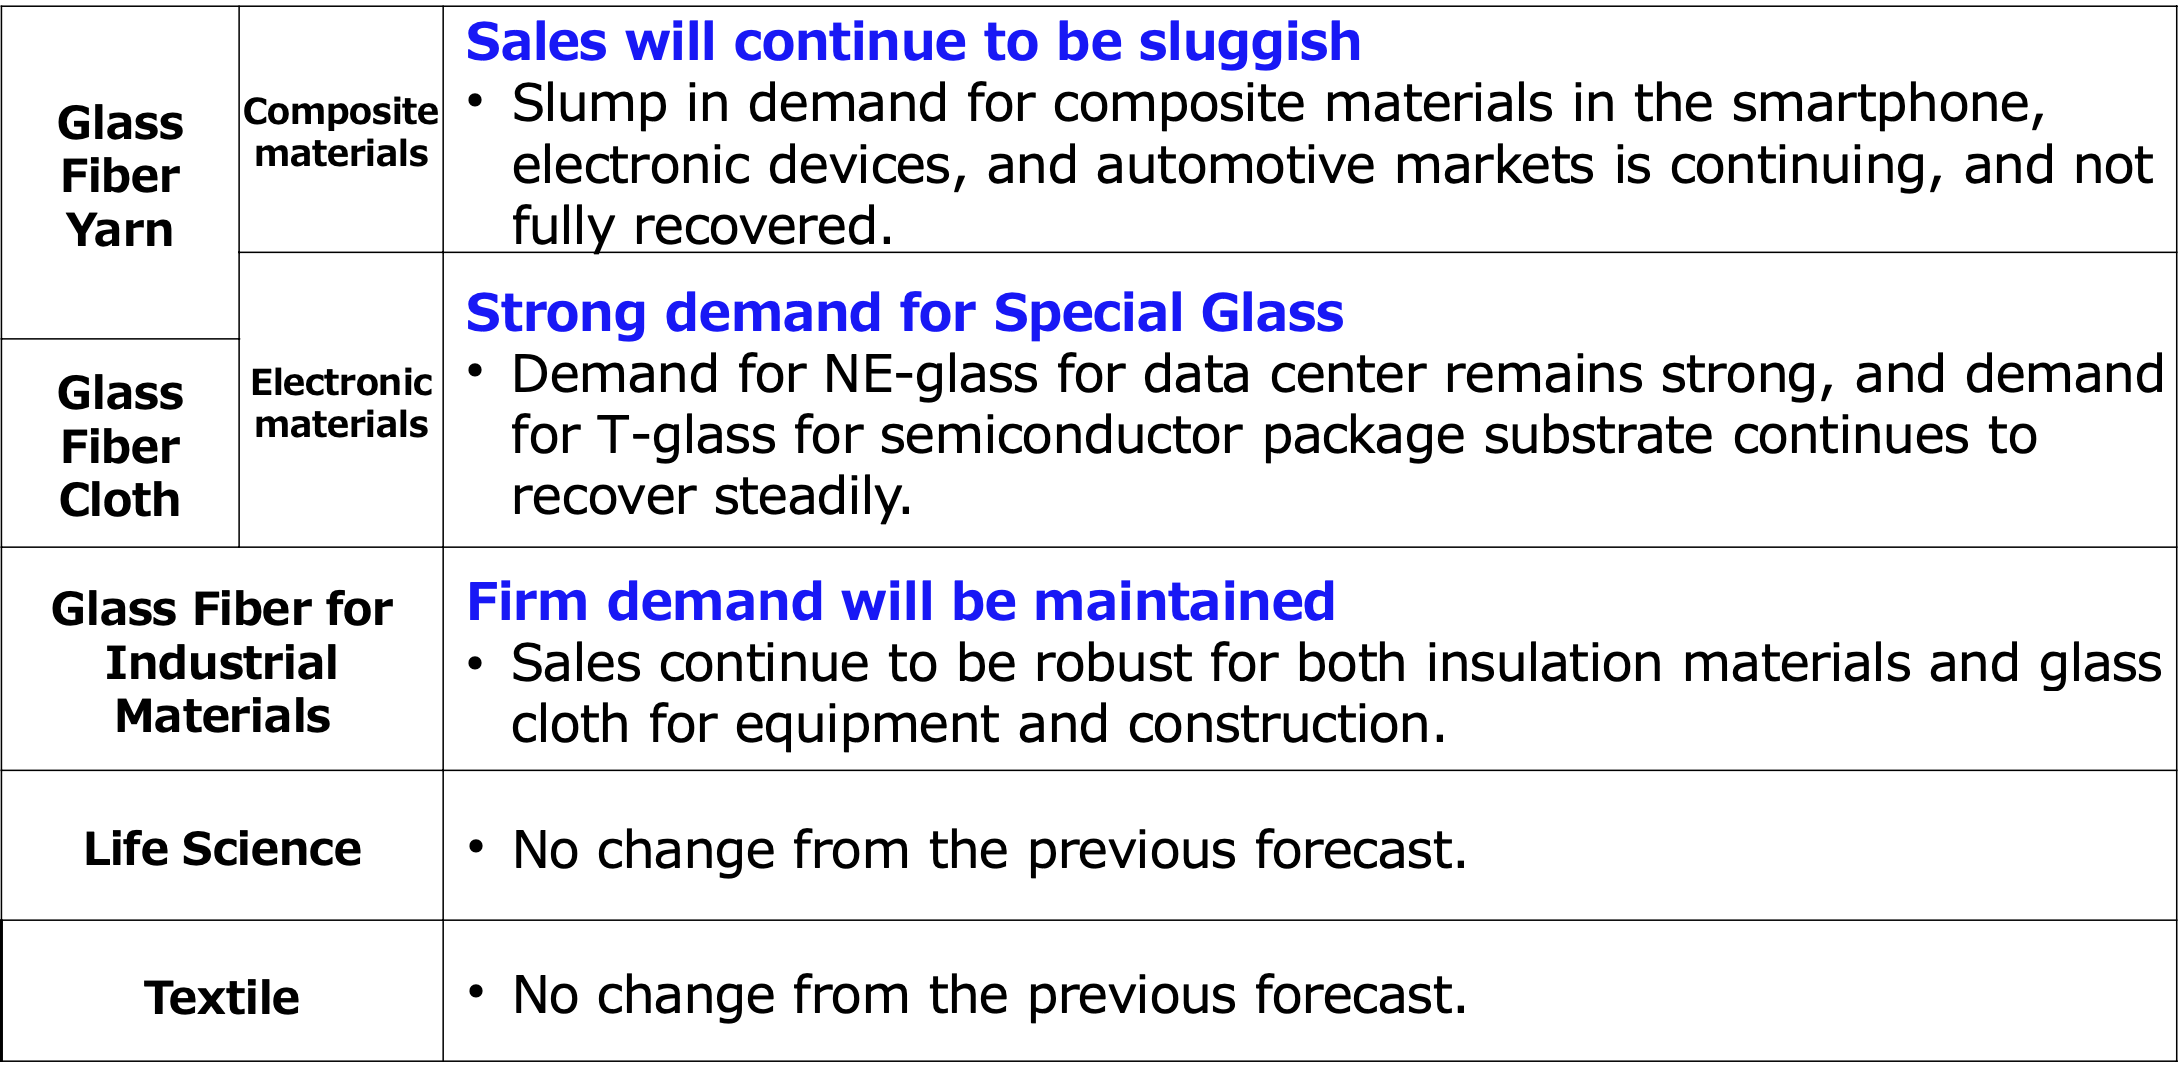 Glass
Fiber
Yarn
Composite
materials
Sales will continue to be sluggish
• Slump in demand for composite materials in the smartphone,
electronic devices, and automotive markets is continuing, and not
fully recovered.
Glass
Fiber
Cloth
Electronic
materials
Strong demand for Special Glass
• Demand for NE-glass for data center remains strong, and demand
for T-glass for semiconductor package substrate continues to
recover steadily.
Glass Fiber for
Industrial
Materials
Firm demand will be maintained
• Sales continue to be robust for both insulation materials and glass
cloth for equipment and construction.
Life Science
• No change from the previous forecast.
Textile
• No change from the previous forecast.